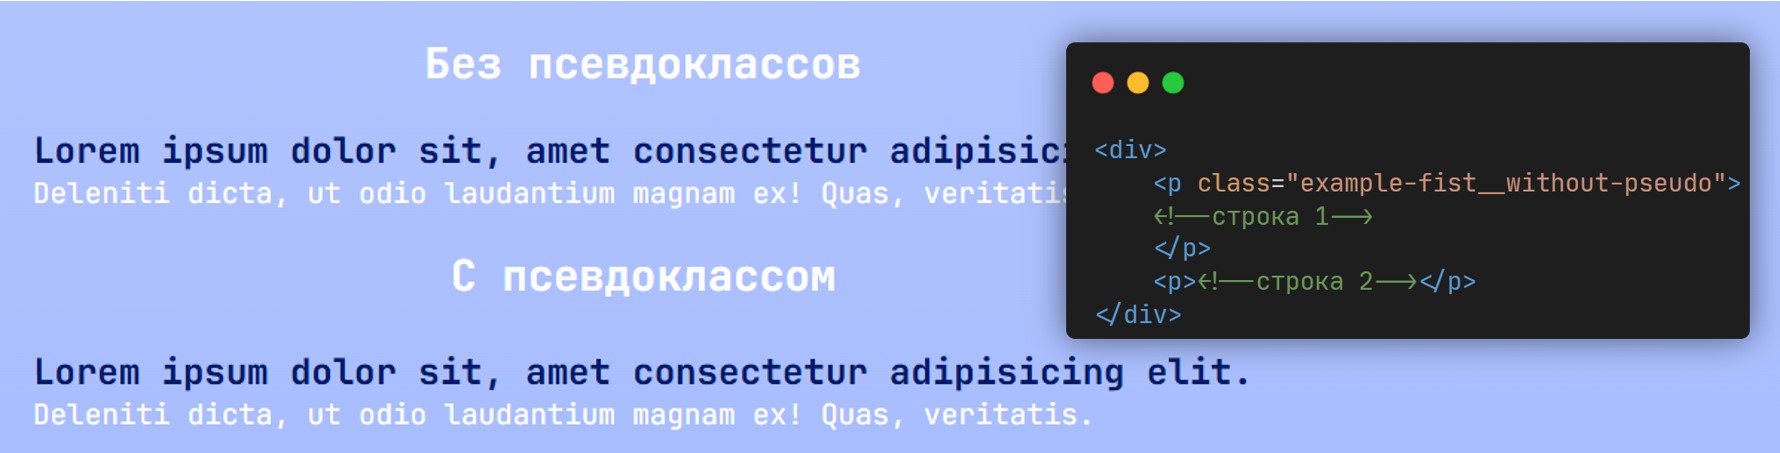 Без псевдоклассов
Lorem ipsum dolor sit, amet consectetur adipisic
Deleniti dicta, ut odio laudantium magnam ex! Quas, veritatis
С псевдоклассом
Lorem ipsum dolor sit, amet consectetur adipisicing elit.
Deleniti dicta, ut odio laudantium magnam ex! Quas, veritatis.
<div>
<p class="example-fist__without-pseudo">
<!--строка 1-->
</p>
<p><!--строка 2--></p>
</div>